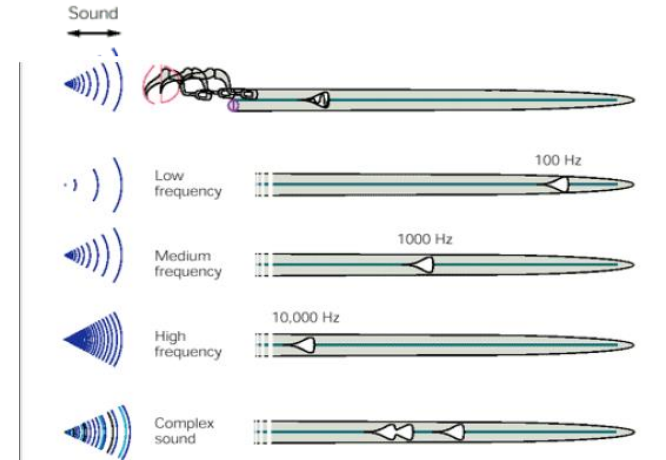 Sound
100 Hz
Low
frequency
1000 Hz
Medium
frequency
10,000 Hz
High
frequency
Complex
sound